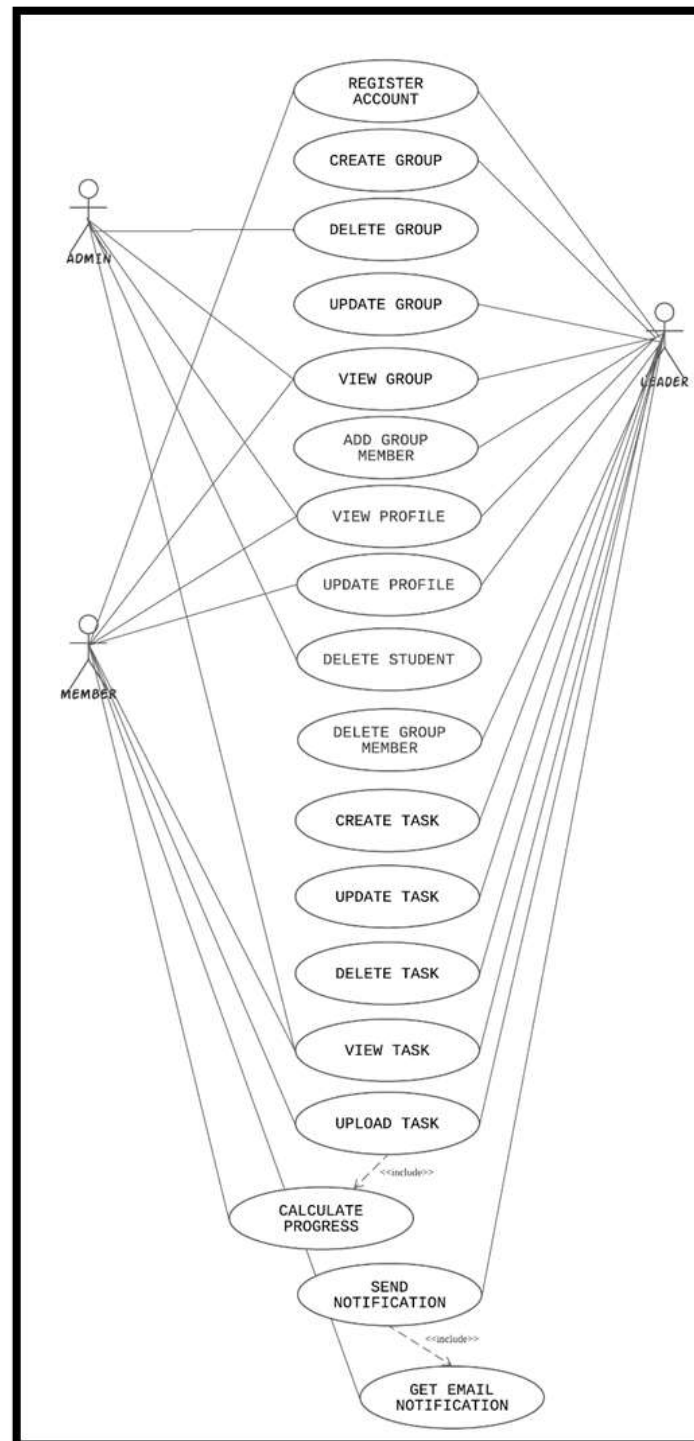 REGISTER
ACCOUNT
CREATE GROUP
ADMIN
DELETE GROUP
UPDATE GROUP
LEADER
VIEW GROUP
ADD GROUP
MEMBER
VIEW PROFILE
UPDATE PROFILE
MEMBER
DELETE STUDENT
DELETE GROUP
MEMBER
CREATE TASK
UPDATE TASK
DELETE TASK
VIEW TASK
UPLOAD TASK
<<include>>
CALCULATE
PROGRESS
SEND
NOTIFICATION
<<include>>
GET EMAIL
NOTIFICATION